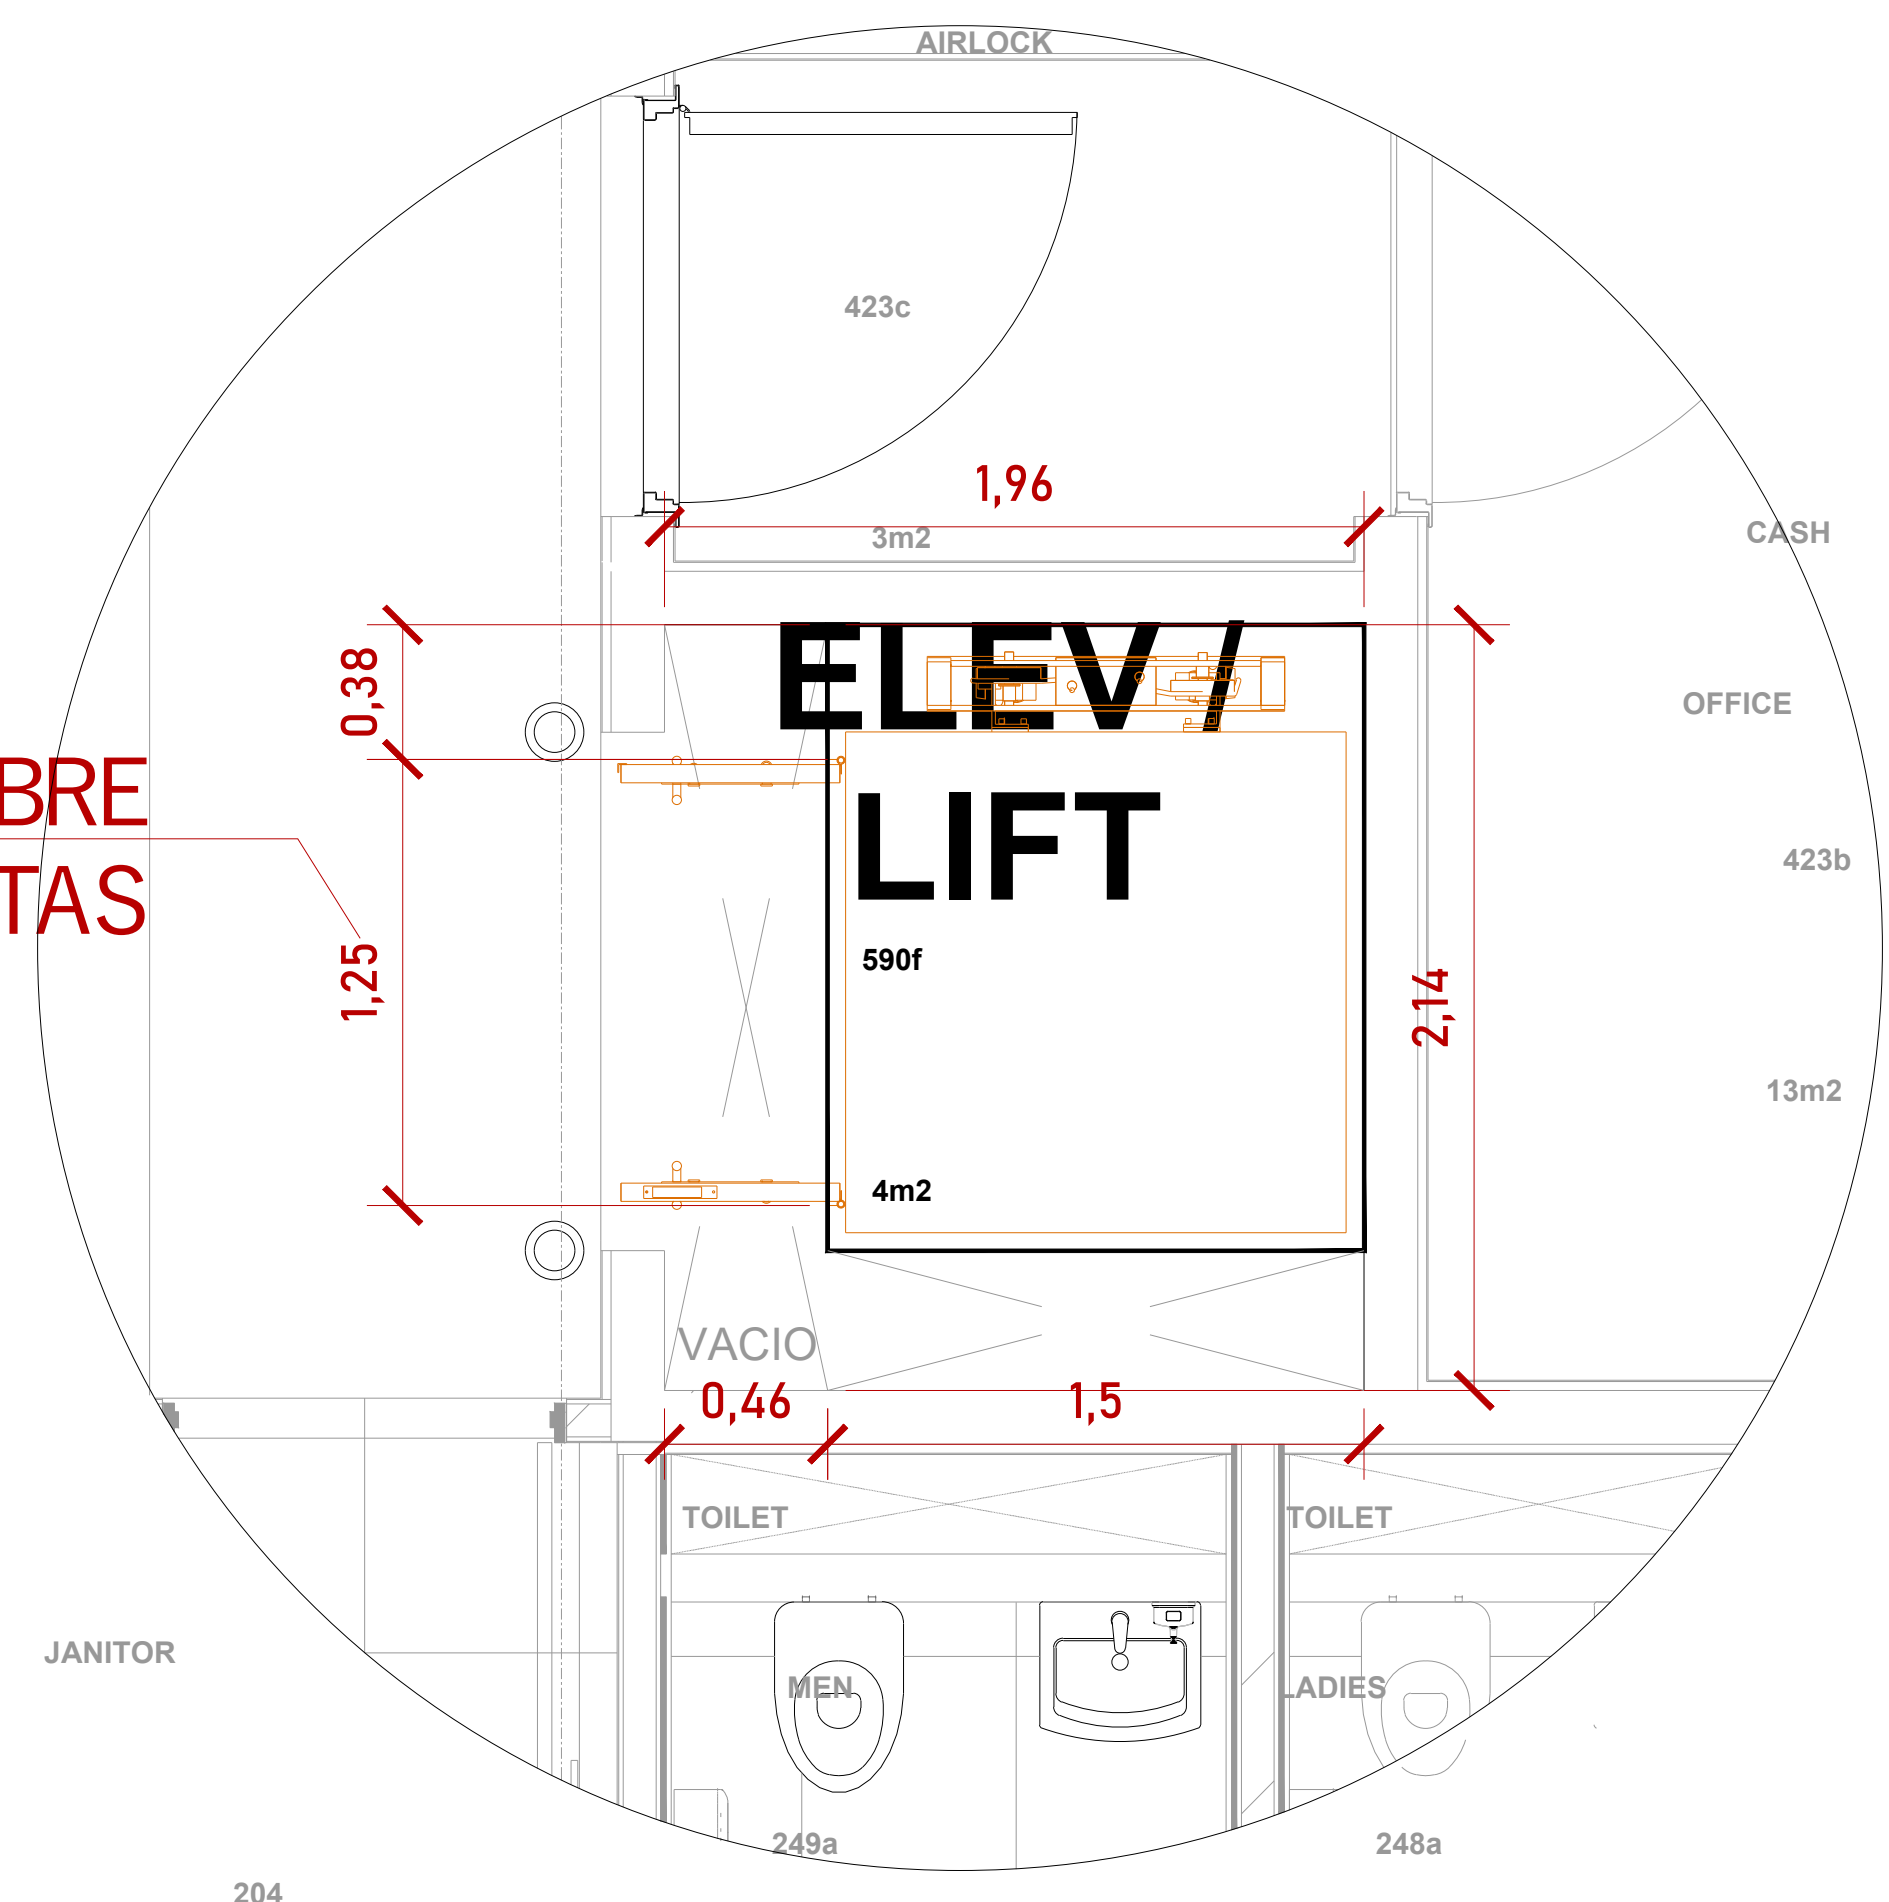 AIRLOCK
423c
1,96
3m2
CASH
ELEV /
0,38
OFFICE
BRE
LIFT
423b
TAS
590f
1,25
2,14
13m2
4m2
VACIO
0,46
1,5
TOILET
TOILET
JANITOR
MEN
LADIES
249a
248a
204